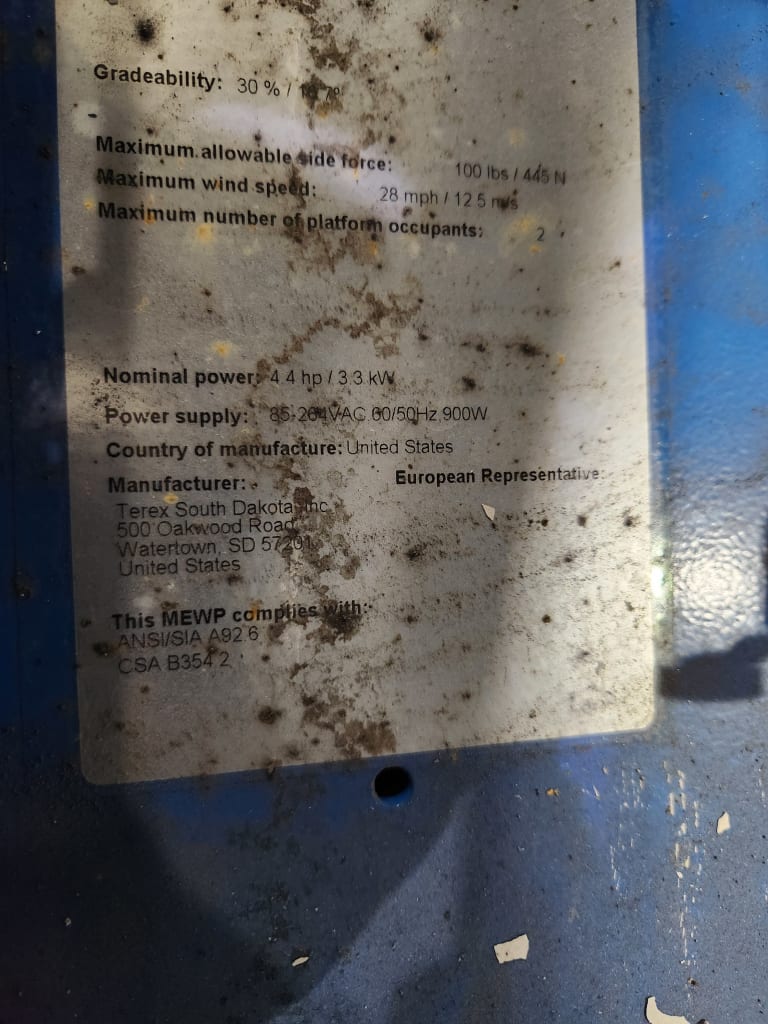 Gradeability: 30 % /
Maximum allowable side force: 100 lbs / 445 N
Maximum wind speed: 28 mph / 12.5 m/s
Maximum number of platform occupants: 2
Nominal power: 4.4 hp / 3.3 kW
Power supply: 85-264VAC 60/50Hz 900W
Country of manufacture: United States
Manufacturer: European Representative:
Terex South Dakota, Inc
500 Oakwood Road
Watertown, SD 57201
United States
This MEWP complies with:
ANSI/SIA A92.6
CSA B354.2